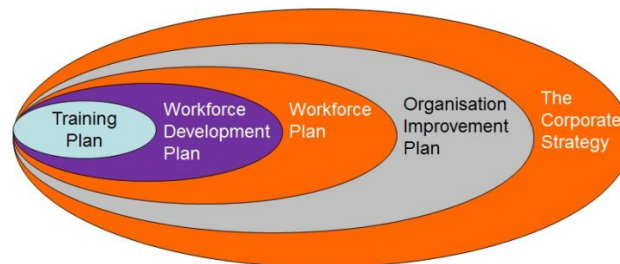 Training
Plan
Workforce
Development
Plan
Workforce
Plan
Organisation
Improvement
Plan
The
Corporate
Strategy